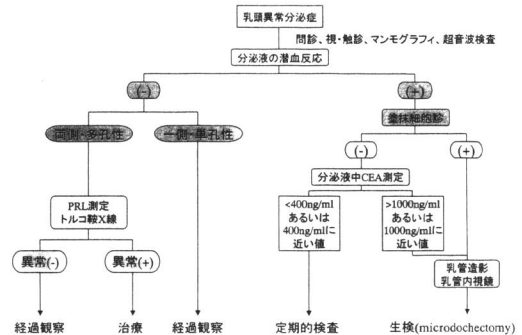 乳頭異常分泌症
問診、視・触診、マンモグラフィ、超音波検査
分泌液の潜血反応
(-)
(+)
両側・多孔性
一側・単孔性
塗抹細胞診
(-)
(+)
分泌液中CEA測定
PRL測定
トルコ鞍X線
<400ng/ml
あるいは
400ng/mlに
近い値
>1000ng/ml
あるいは
1000ng/mlに
近い値
異常(-)
異常(+)
乳管造影
乳管内視鏡
経過観察
治療
経過観察
定期的検査
生検(microdochectomy)